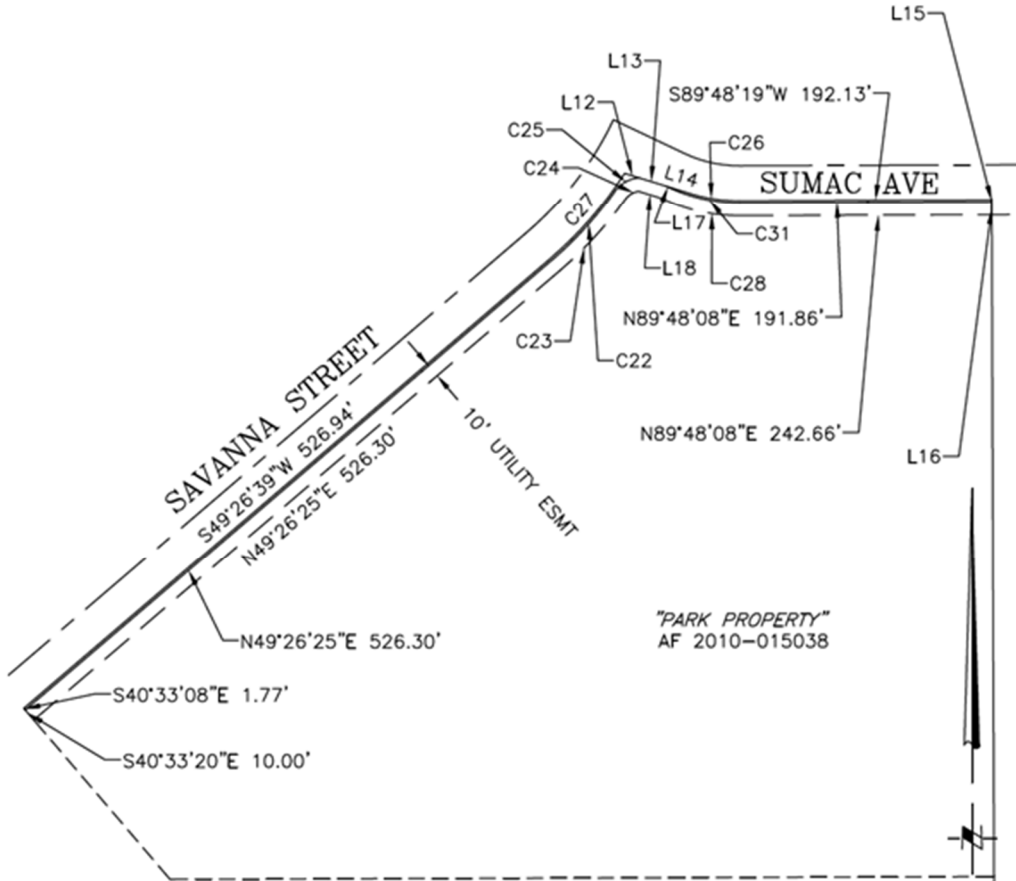 L15
L13
S89°48'19"W 192.13'
L12
C25
C26
C24
L14
SUMAC AVE
C27
L17
C31
L18
C28
N89°48'08"E 191.86'
C23
C22
SAVANNA STREET
10' UTILITY ESMT
N89°48'08"E 242.66'
L16
S49°26'39"W 526.94'
N49°26'25"E 526.30'
"PARK PROPERTY"
AF 2010-015038
N49°26'25"E 526.30'
S40°33'08"E 1.77'
S40°33'20"E 10.00'
N